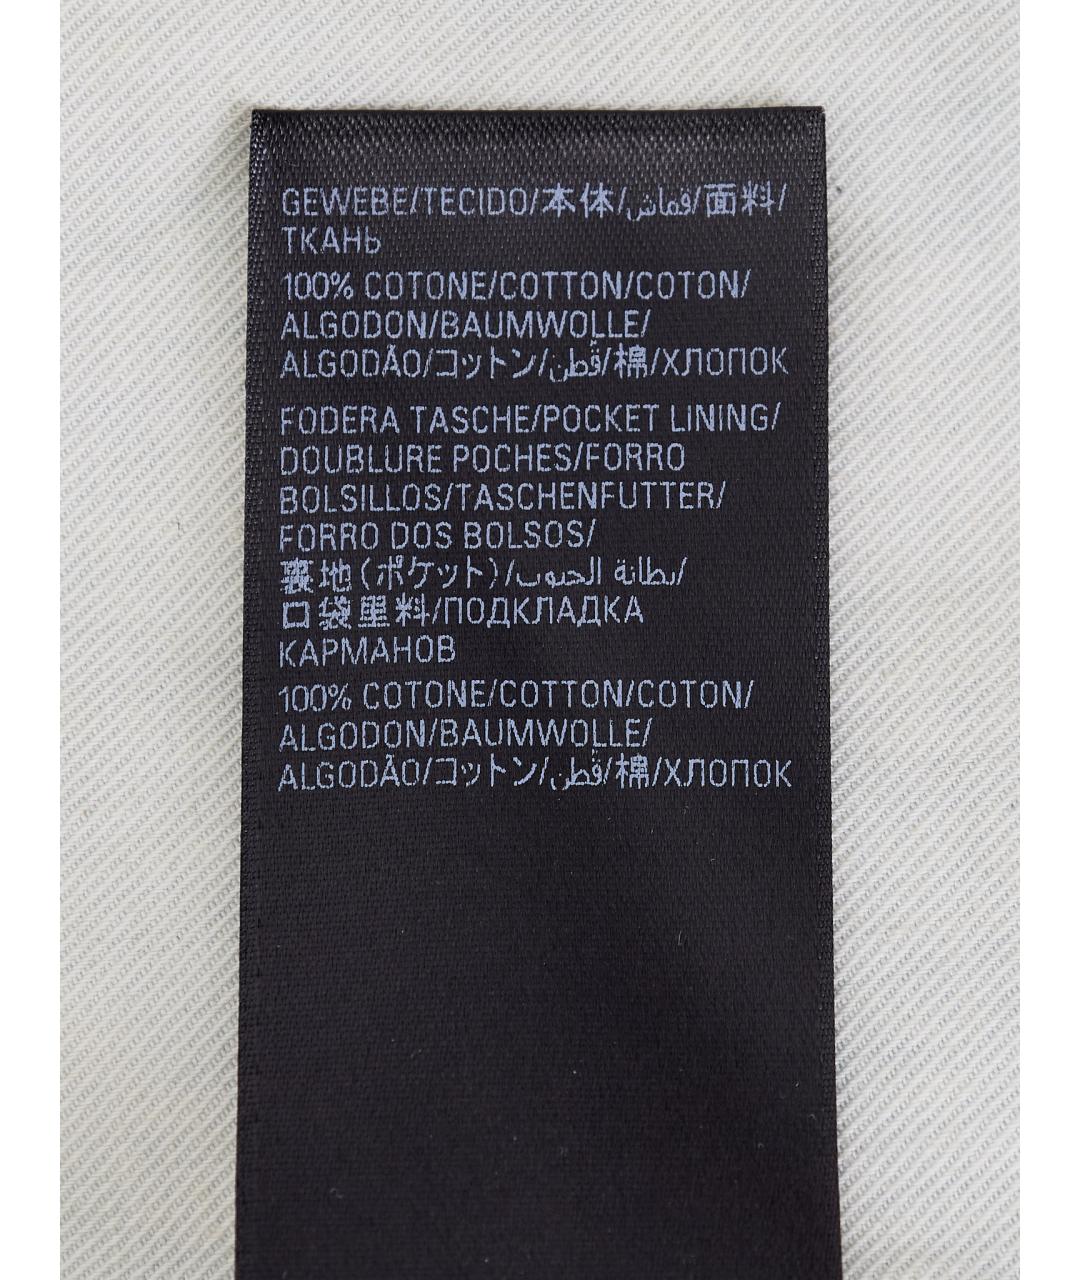 GEWEBE/TECIDO/本体/قماش/面料/
ТКАНЬ
100% COTONE/COTTON/COTON/
ALGODON/BAUMWOLLE/
ALGODÃO/コットン/قُطن/棉/ХЛОПОК
FODERA TASCHE/POCKET LINING/
DOUBLURE POCHES/FORRO
BOLSILLOS/TASCHENFUTTER/
FORRO DOS BOLSOS/
裏地(ポケット)/بطانة الجيوب/
口袋里料/ПОДКЛАДКА
КАРМАНОВ
100% COTONE/COTTON/COTON/
ALGODON/BAUMWOLLE/
ALGODÃO/コットン/قُطن/棉/ХЛОПОК